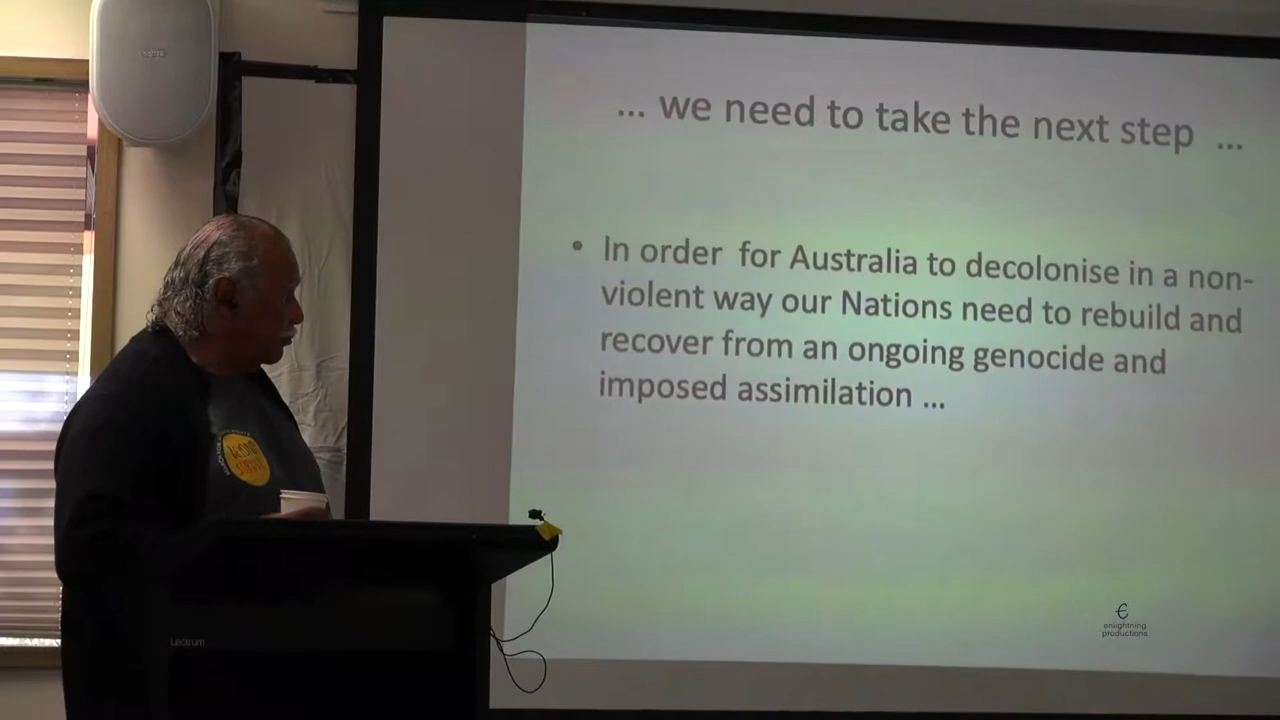 ... we need to take the next step ...
• In order for Australia to decolonise in a non-
violent way our Nations need to rebuild and
recover from an ongoing genocide and
imposed assimilation ...
Lectrum
€
enlightning
productions